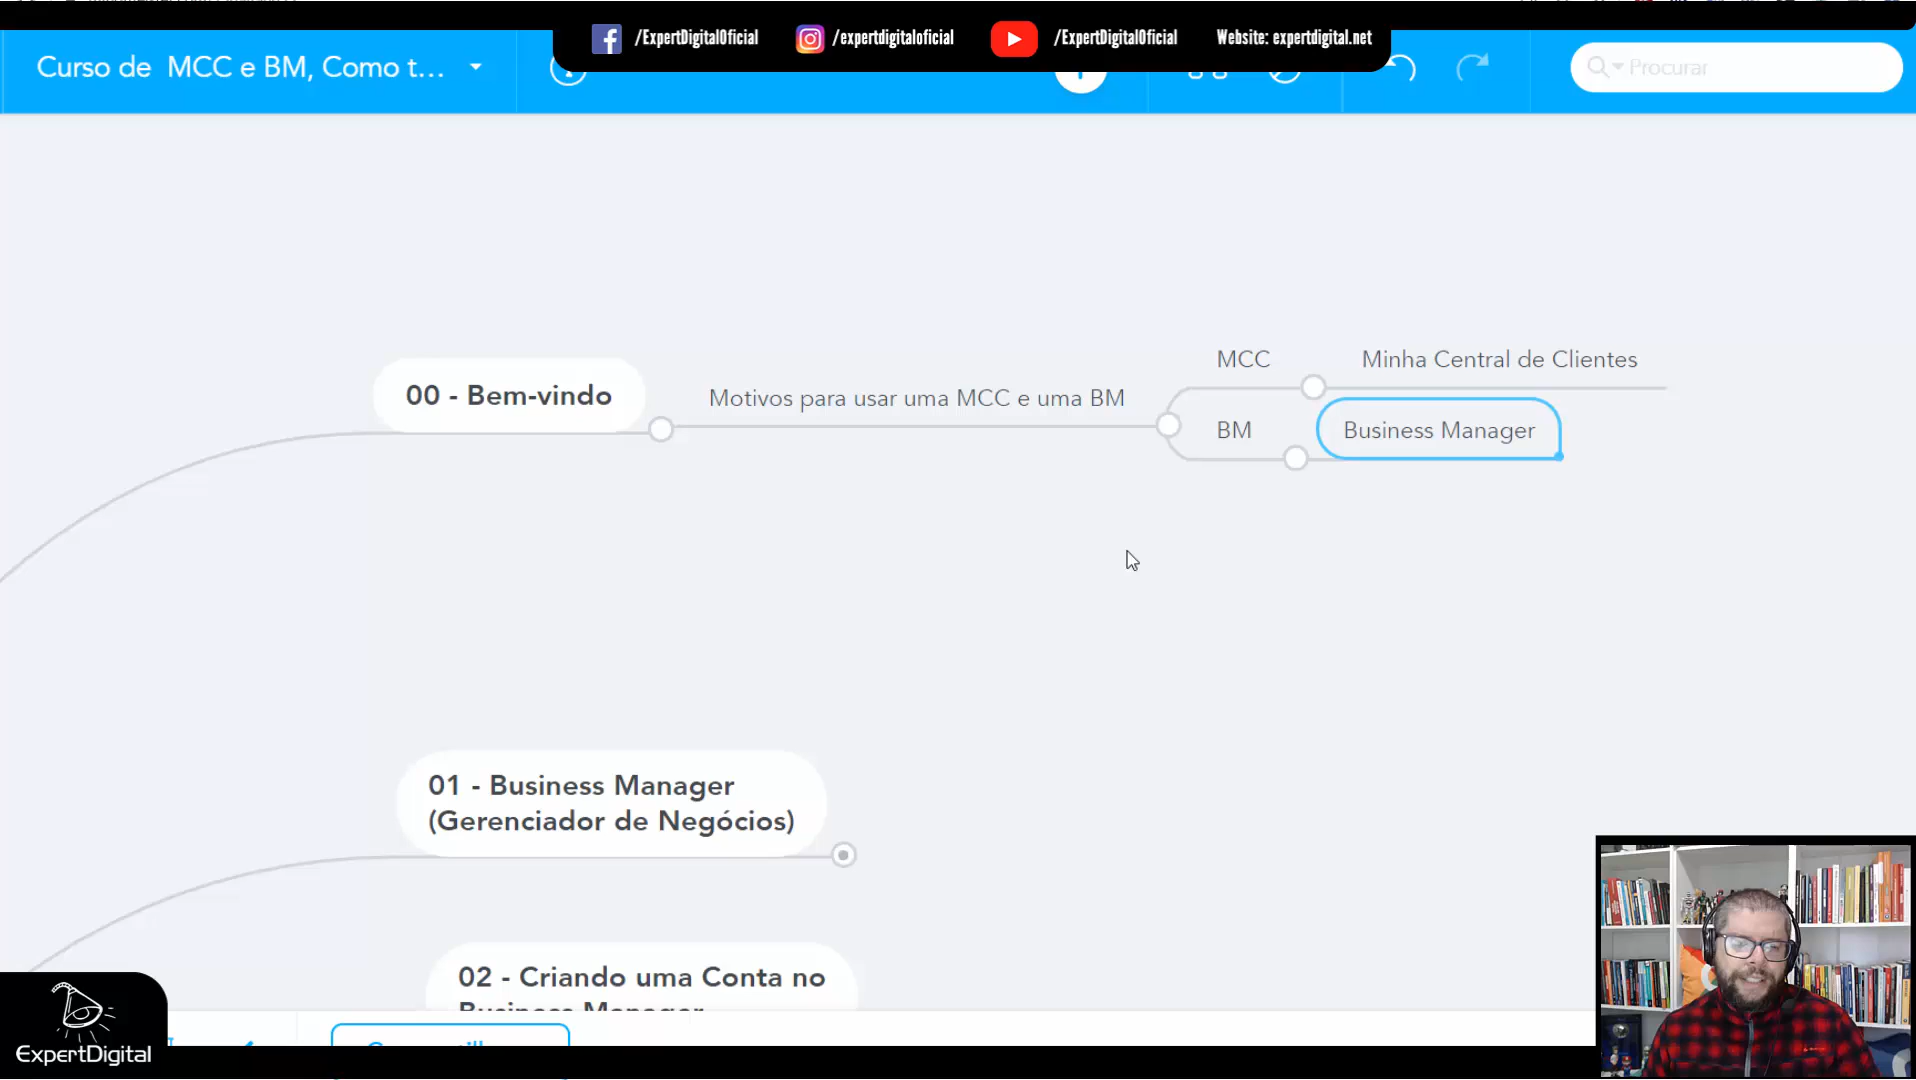 /ExpertDigitalOficial
/expertdigitaloficial
/ExpertDigitalOficial
Website: expertdigital.net
Curso de MCC e BM, Como t...
Procurar
MCC
Minha Central de Clientes
00 - Bem-vindo
Motivos para usar uma MCC e uma BM
BM
Business Manager
01 - Business Manager
(Gerenciador de Negócios)
02 - Criando uma Conta no
Business Manager
ExpertDigital